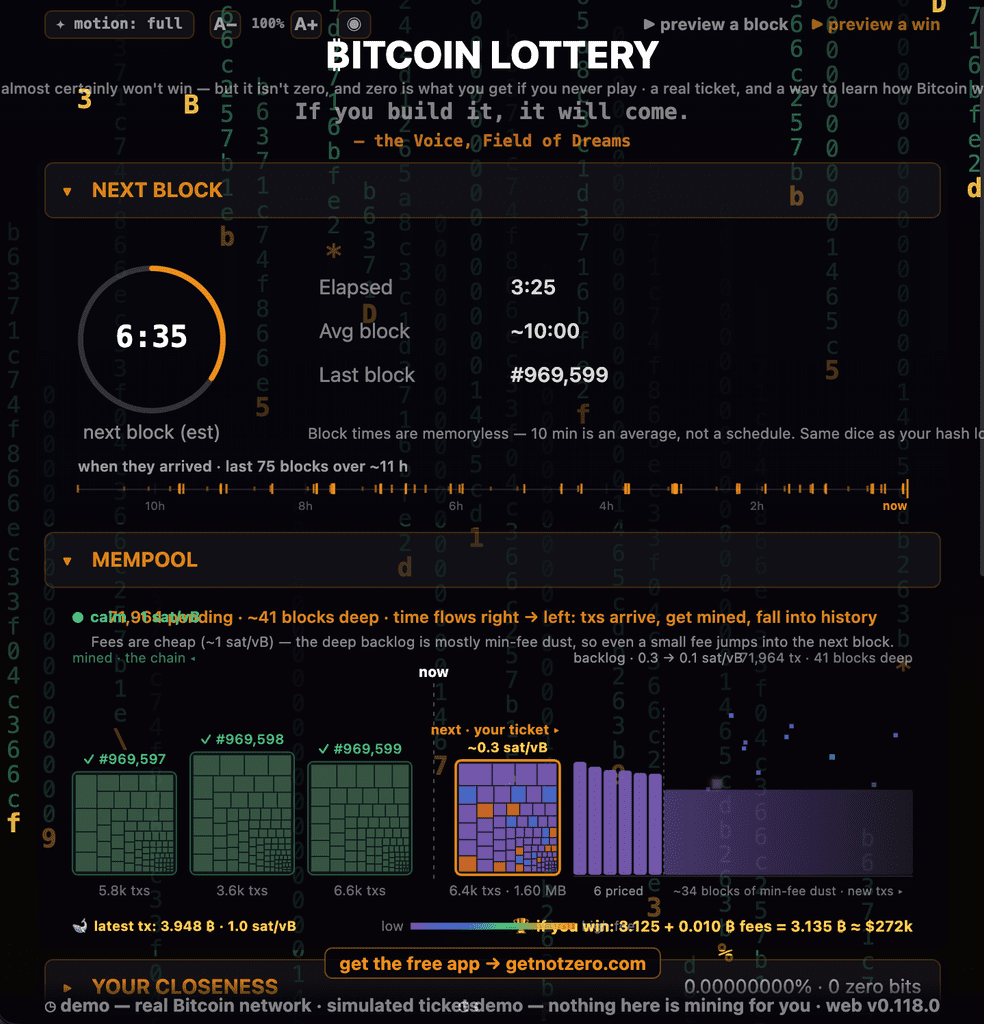 ✦ motion: full A− 100% A+ ◉ ▶ preview a block ▶ preview a win
BITCOIN LOTTERY
almost certainly won't win — but it isn't zero, and zero is what you get if you never play · a real ticket, and a way to learn how Bitcoin w
If you build it, it will come.
— the Voice, Field of Dreams
▼ NEXT BLOCK
6:35
Elapsed 3:25
Avg block ~10:00
Last block #969,599
next block (est)
Block times are memoryless — 10 min is an average, not a schedule. Same dice as your hash lo
when they arrived · last 75 blocks over ~11 h
10h 8h 6h 4h 2h now
▼ MEMPOOL
71,964 pending · ~41 blocks deep · time flows right → left: txs arrive, get mined, fall into history
Fees are cheap (~1 sat/vB) — the deep backlog is mostly min-fee dust, so even a small fee jumps into the next block.
mined · the chain ◂
backlog · 0.3 → 0.1 sat/vB
71,964 tx · 41 blocks deep
now
next · your ticket ▸
~0.3 sat/vB
✓ #969,597
✓ #969,598
✓ #969,599
5.8k txs 3.6k txs 6.6k txs 6.4k txs · 1.60 MB 6 priced ~34 blocks of min-fee dust · new txs ▸
latest tx: 3.948 ₿ · 1.0 sat/vB
low
🏆 if you win: 3.125 + 0.010 ₿ fees = 3.135 ₿ ≈ $272k
get the free app → getnotzero.com
▶ YOUR CLOSENESS 0.00000000% · 0 zero bits
demo — real Bitcoin network · simulated tickets
demo — nothing here is mining for you · web v0.118.0